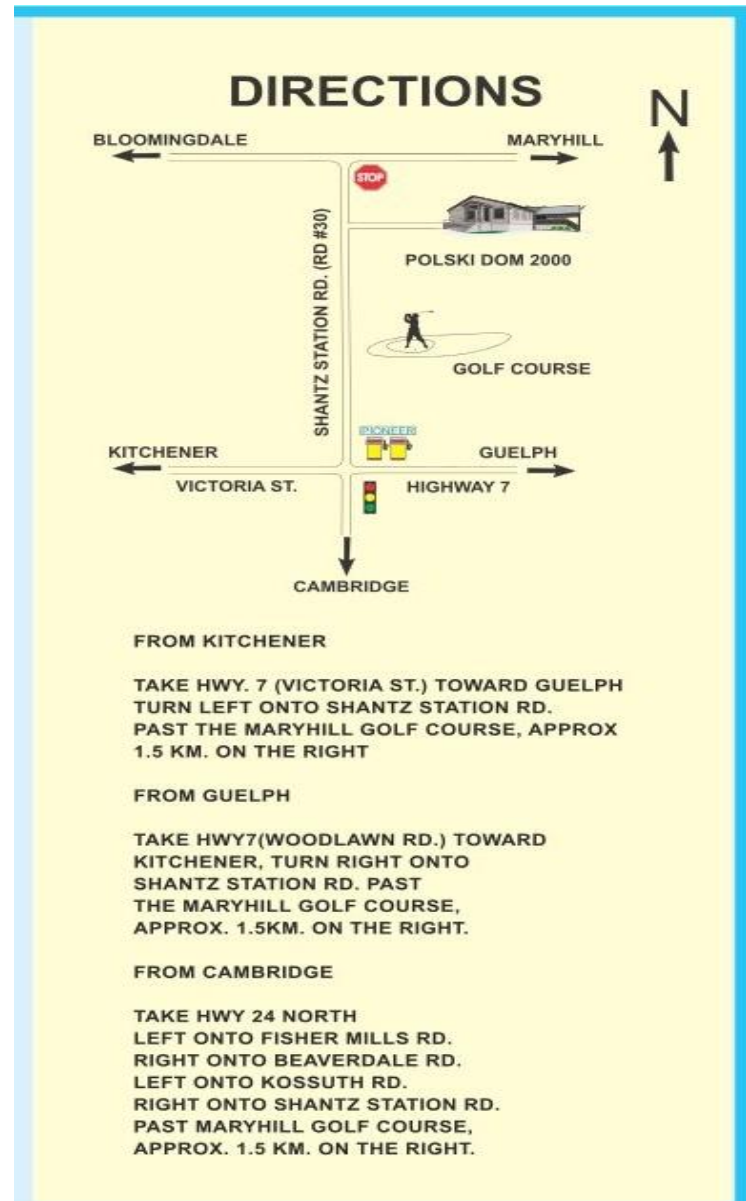 DIRECTIONS
N
BLOOMINGDALE
MARYHILL
STOP
SHANTZ STATION RD. (RD #30)
POLSKI DOM 2000
GOLF COURSE
PIONEER
KITCHENER
GUELPH
VICTORIA ST.
HIGHWAY 7
CAMBRIDGE
FROM KITCHENER
TAKE HWY. 7 (VICTORIA ST.) TOWARD GUELPH
TURN LEFT ONTO SHANTZ STATION RD.
PAST THE MARYHILL GOLF COURSE, APPROX
1.5 KM. ON THE RIGHT
FROM GUELPH
TAKE HWY7(WOODLAWN RD.) TOWARD
KITCHENER, TURN RIGHT ONTO
SHANTZ STATION RD. PAST
THE MARYHILL GOLF COURSE,
APPROX. 1.5KM. ON THE RIGHT.
FROM CAMBRIDGE
TAKE HWY 24 NORTH
LEFT ONTO FISHER MILLS RD.
RIGHT ONTO BEAVERDALE RD.
LEFT ONTO KOSSUTH RD.
RIGHT ONTO SHANTZ STATION RD.
PAST MARYHILL GOLF COURSE,
APPROX. 1.5 KM. ON THE RIGHT.